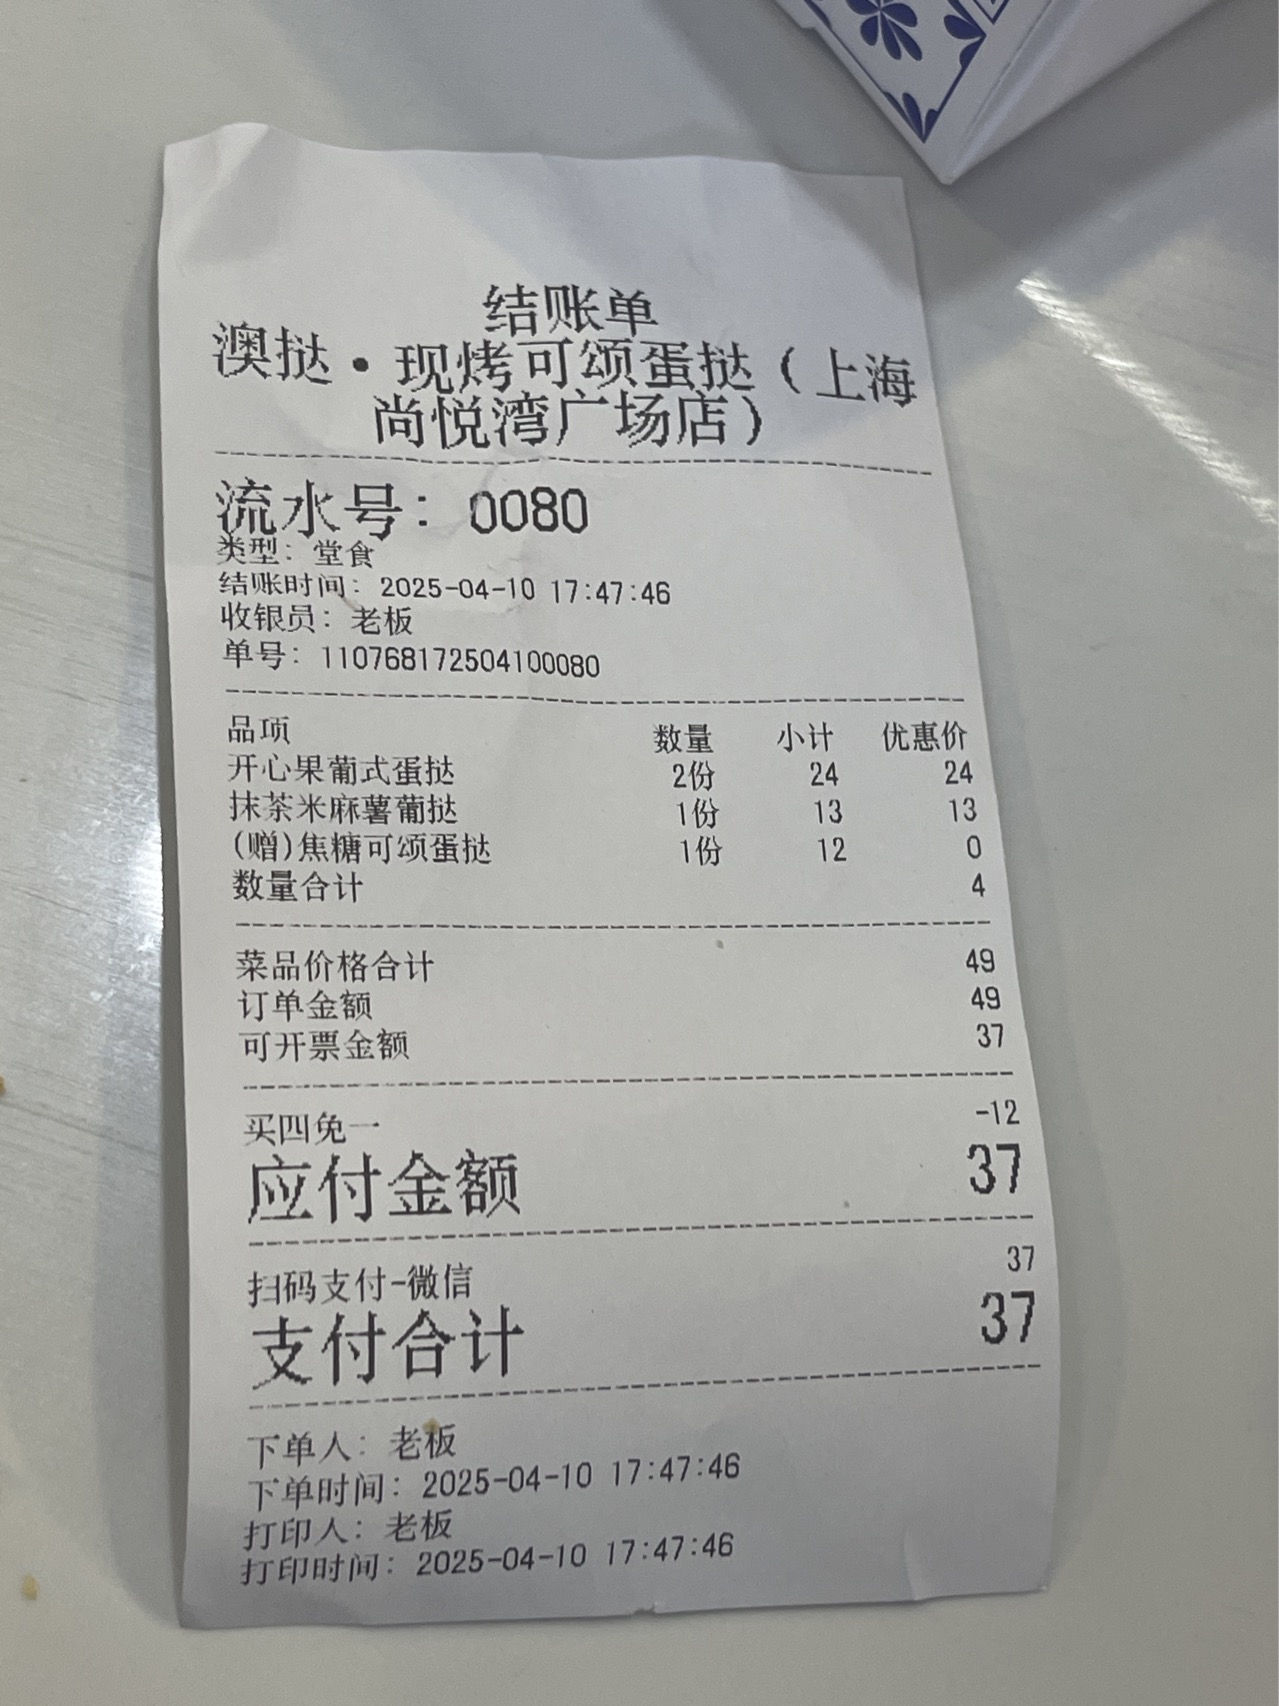 结账单
澳挞·现烤可颂蛋挞(上海
尚悦湾广场店)
流水号: 0080
类型: 堂食
结账时间: 2025-04-10 17:47:46
收银员: 老板
单号: 110768172504100080
品项 数量 小计 优惠价
开心果葡式蛋挞 2份 24 24
抹茶米麻薯葡挞 1份 13 13
(赠)焦糖可颂蛋挞 1份 12 0
数量合计 4
菜品价格合计 49
订单金额 49
可开票金额 37
买四免一 -12
应付金额 37
扫码支付-微信 37
支付合计 37
下单人: 老板
下单时间: 2025-04-10 17:47:46
打印人: 老板
打印时间: 2025-04-10 17:47:46